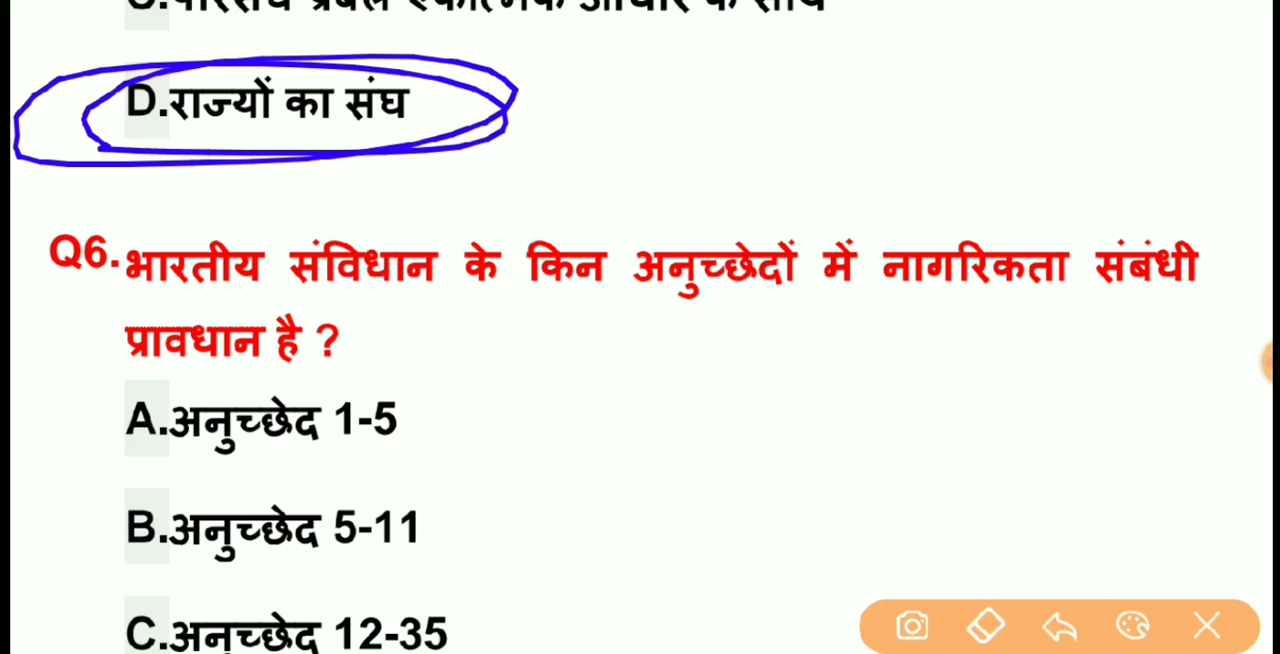 D.राज्यों का संघ
Q6.भारतीय संविधान के किन अनुच्छेदों में नागरिकता संबंधी
प्रावधान है ?
A.अनुच्छेद 1-5
B.अनुच्छेद 5-11
C.अनुच्छेद 12-35